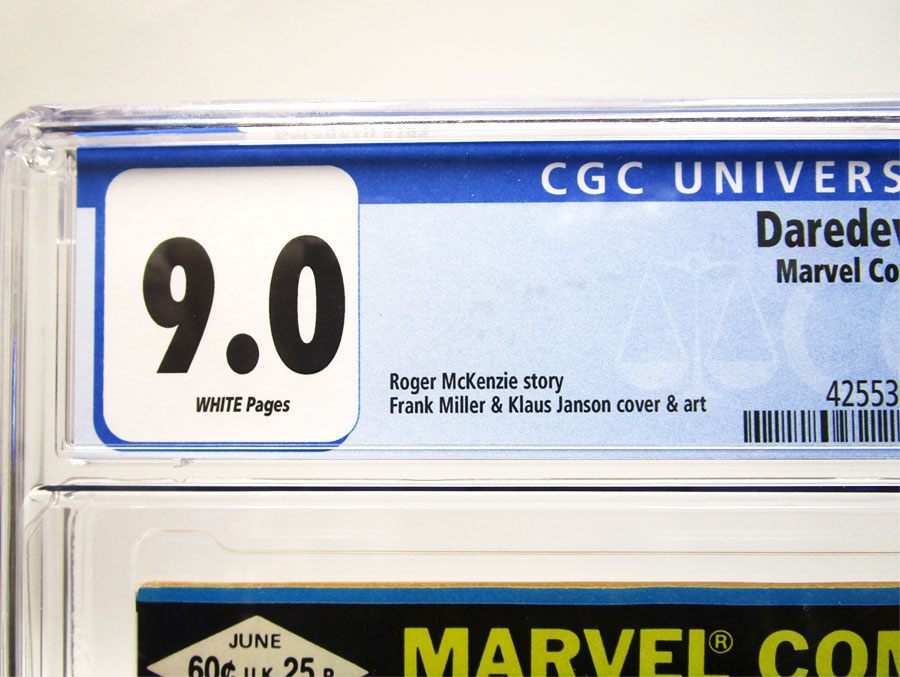 CGC UNIVERS
9.0
WHITE Pages
Daredev
Marvel Co
Roger McKenzie story
Frank Miller & Klaus Janson cover & art
42553
JUNE
60¢ U.K. 25 P
MARVEL® COM